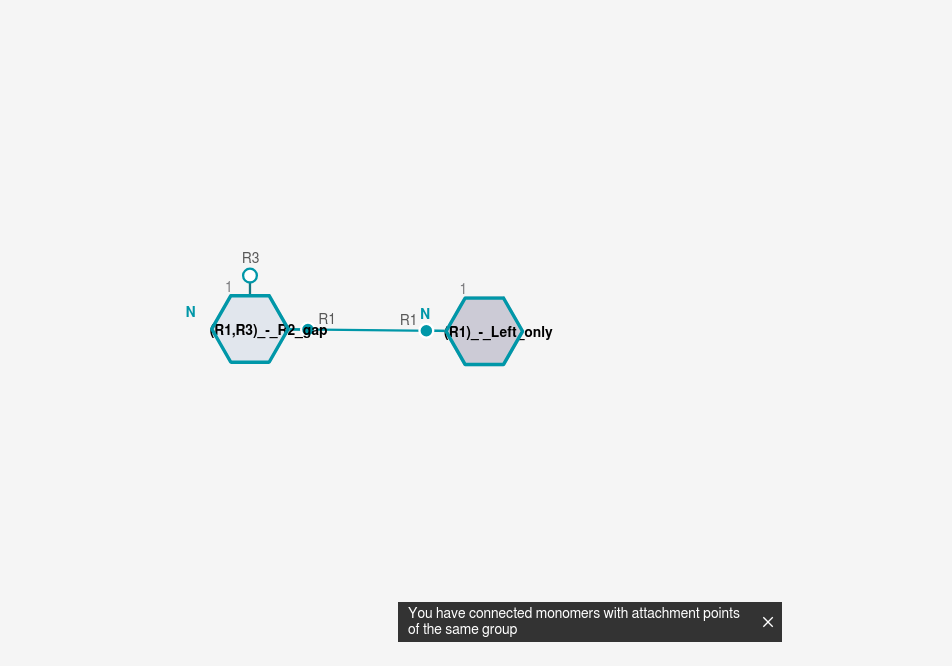 R3
1
N
(R1,R3)_-_R2_gap
R1
1
N
R1
(R1)_-_Left_only
You have connected monomers with attachment points
of the same group